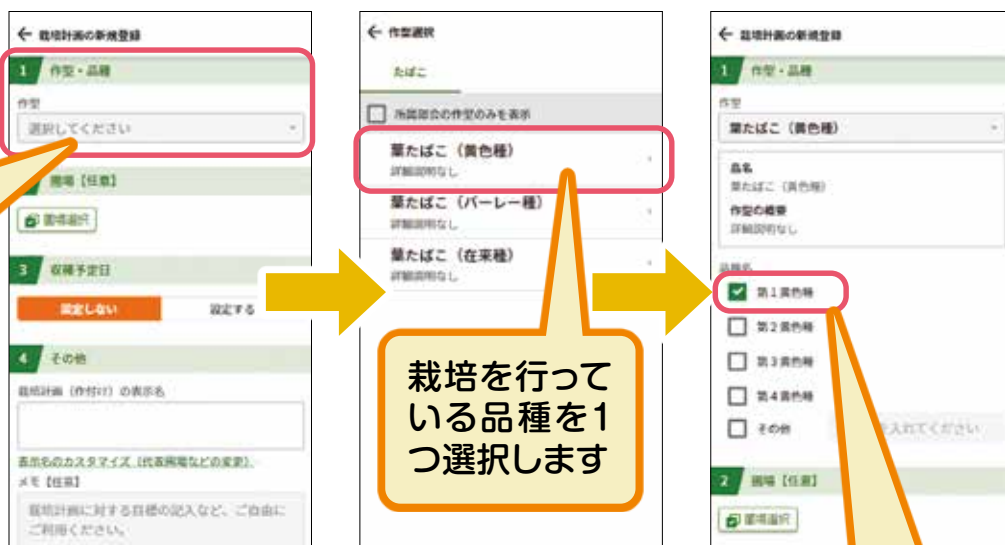 ← 栽培計画の新規登録
1 作型・品種
作型
選択してください
圃場【任意】
圃場選択
3 収穫予定日
設定しない 設定する
4 その他
栽培計画（作付け）の表示名
表示名のカスタマイズ（代表圃場などの変更）
メモ【任意】
栽培計画に対する目標の記入など、ご自由に
ご利用ください。
← 作型選択
たばこ
所属部会の作型のみを表示
葉たばこ（黄色種）
詳細説明なし
葉たばこ（バーレー種）
詳細説明なし
葉たばこ（在来種）
詳細説明なし
栽培を行って
いる品種を1
つ選択します
← 栽培計画の新規登録
1 作型・品種
作型
葉たばこ（黄色種）
品名
葉たばこ（黄色種）
作型の概要
詳細説明なし
品種名
第1黄色種
第2黄色種
第3黄色種
第4黄色種
その他 を入れてください
2 圃場【任意】
圃場選択